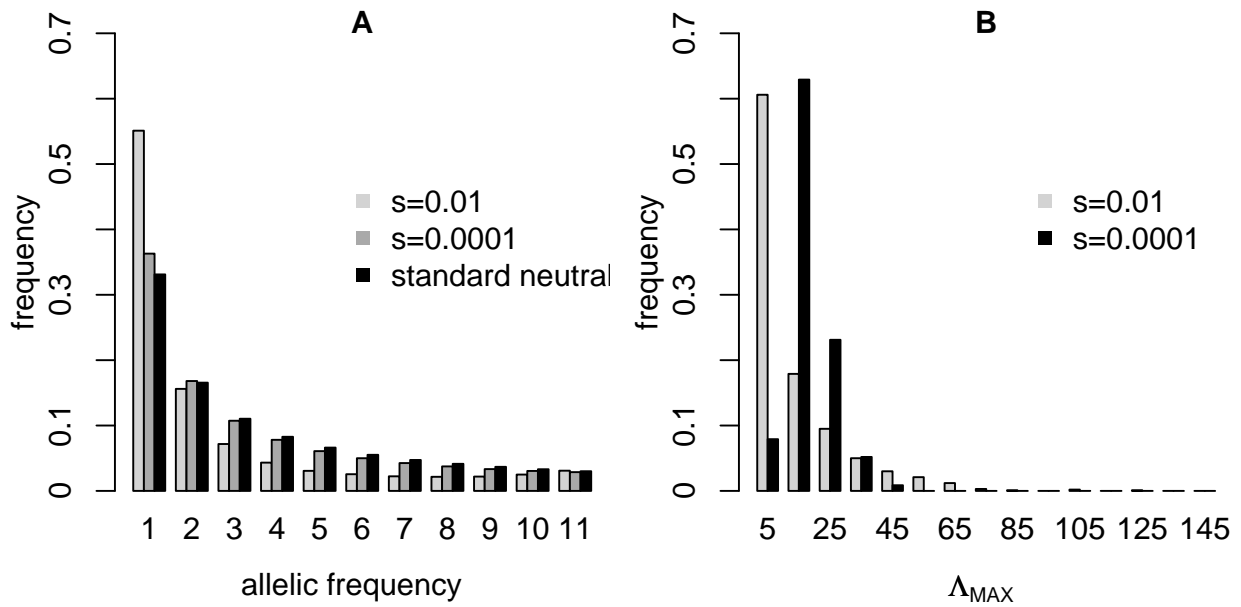 A
0.7
0.5
0.3
0.1
0
frequency
s=0.01
s=0.0001
standard neutral
1 2 3 4 5 6 7 8 9 10 11
allelic frequency
B
0.7
0.5
0.3
0.1
0
frequency
s=0.01
s=0.0001
5 25 45 65 85 105 125 145
ΛMAX